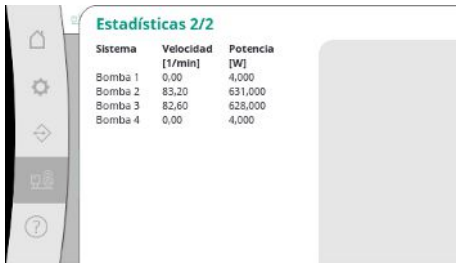 Estadísticas 2/2
Sistema Velocidad Potencia
[1/min] [W]
Bomba 1 0,00 4,000
Bomba 2 83,20 631,000
Bomba 3 82,60 628,000
Bomba 4 0,00 4,000
?